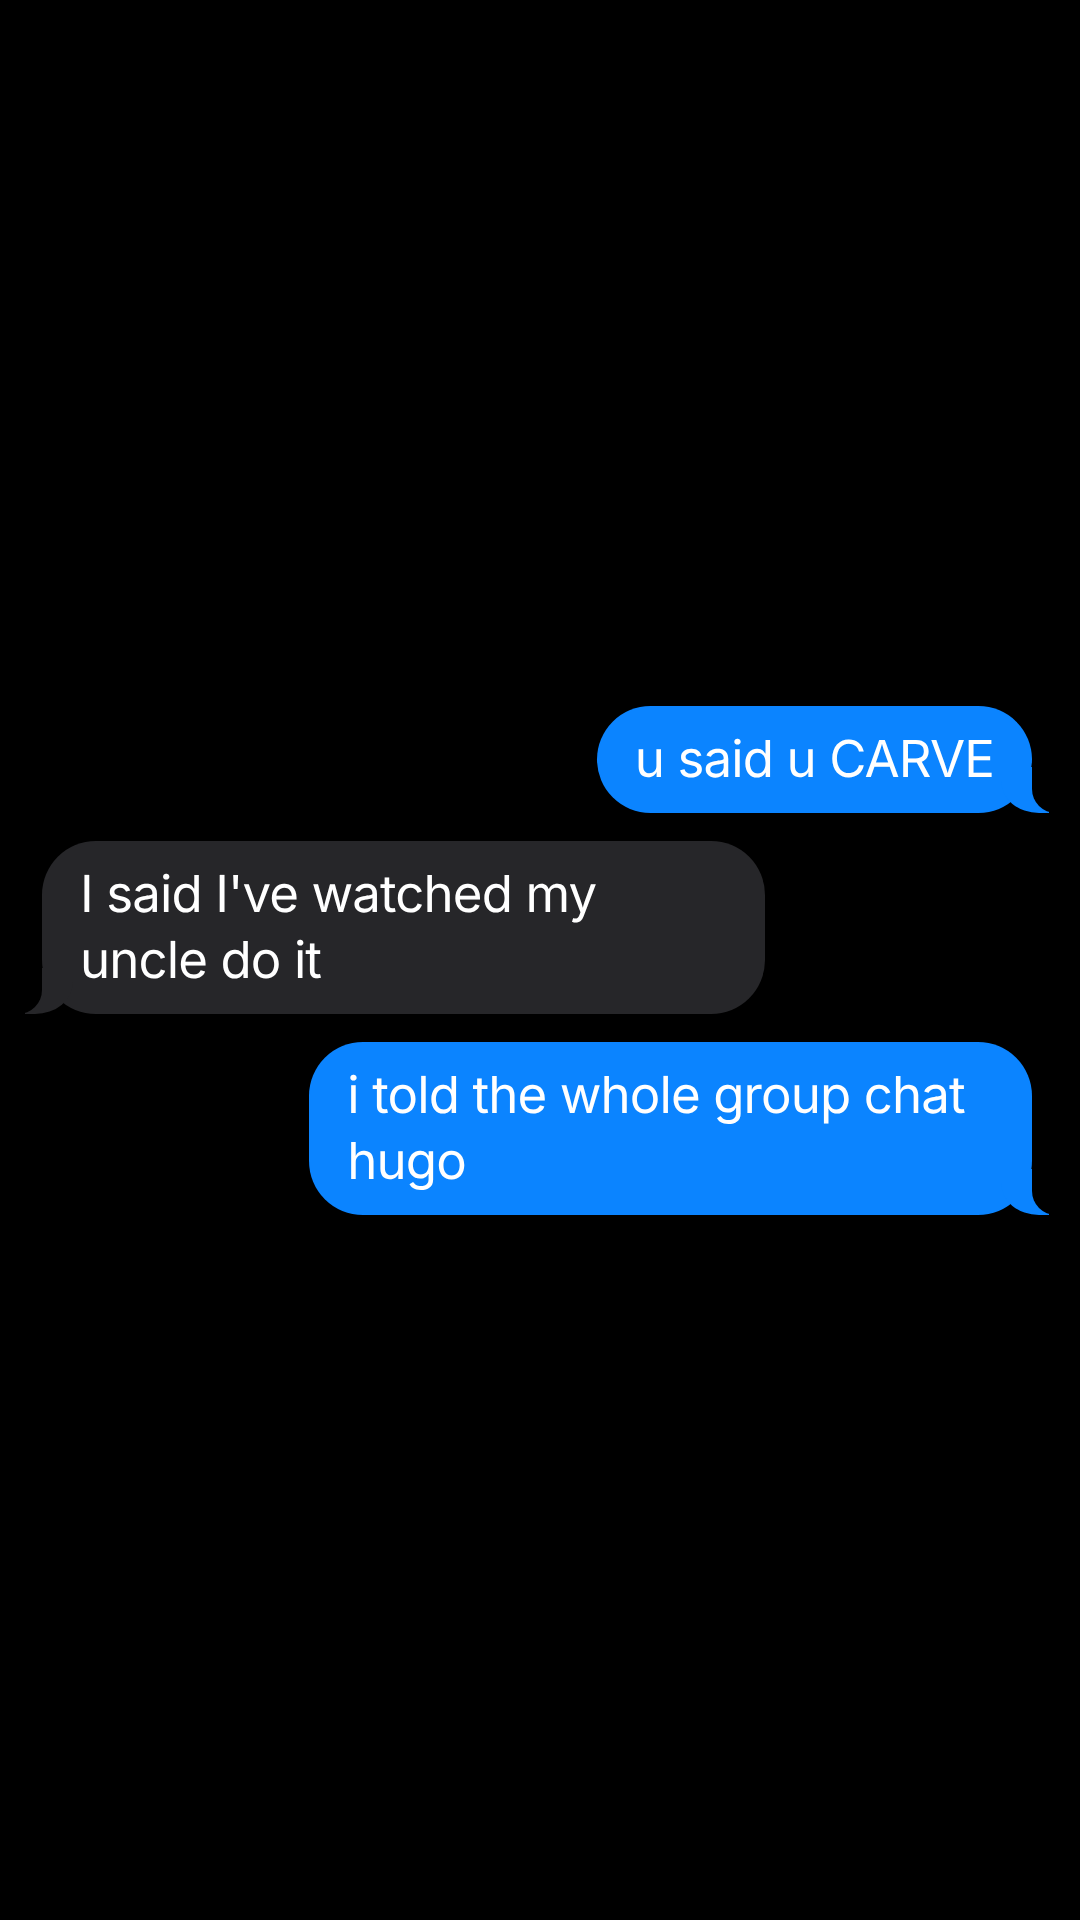 u said u CARVE
I said I've watched my
uncle do it
i told the whole group chat
hugo